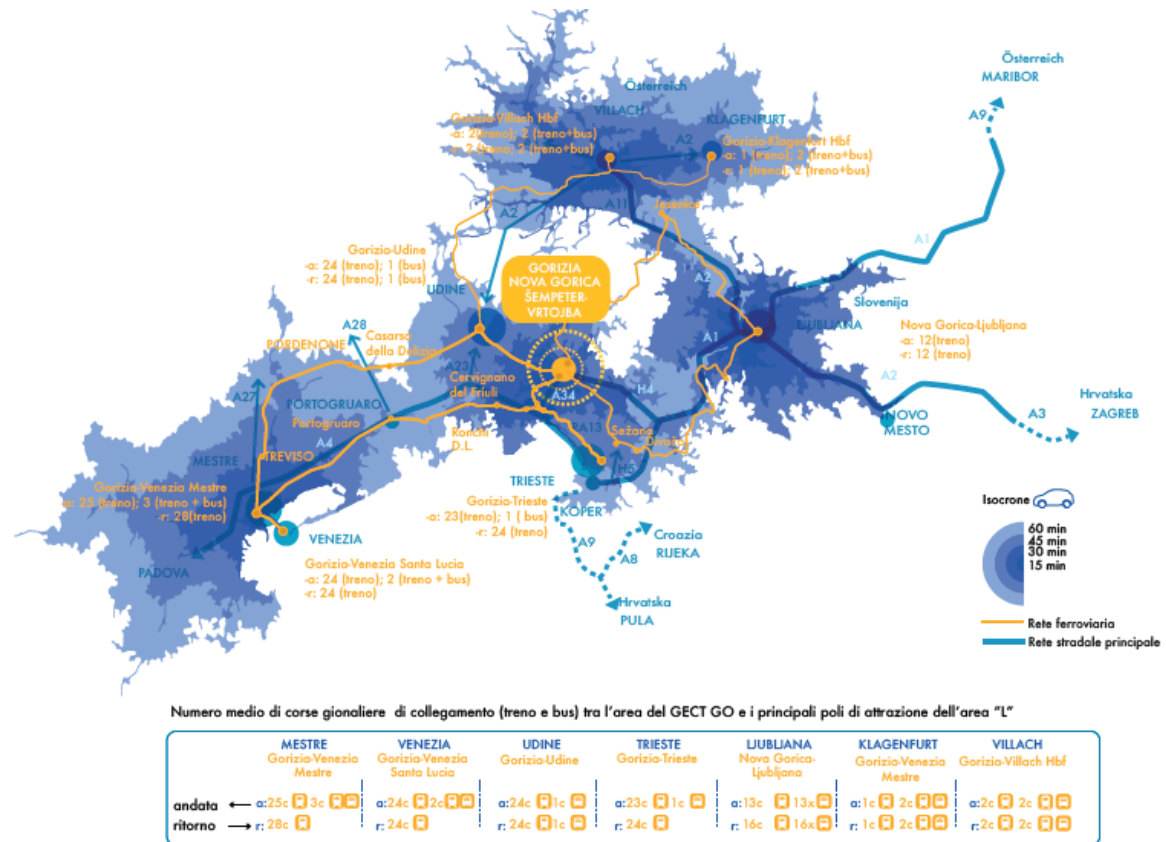 Österreich
MARIBOR
A9
Österreich
VILLACH
KLAGENFURT
Gorizia-Villach Hbf
-a: 2(treno); 2 (treno+bus)
-r: 2 (treno); 2 (treno+bus)
A2
Gorizia-Klagenfurt Hbf
-a: 1 (treno); 2 (treno+bus)
-r: 1 (treno); 2 (treno+bus)
A2
A11
Jesenice
A1
Gorizia-Udine
-a: 24 (treno); 1 (bus)
-r: 24 (treno); 1 (bus)
UDINE
GORIZIA
NOVA GORICA
ŠEMPETER-
VRTOJBA
A2
Slovenija
LJUBLJANA
Nova Gorica-Ljubljana
-a: 12(treno)
-r: 12 (treno)
A28
PORDENONE
Casarsa
della Delizia
A1
A23
Cervignano
del Friuli
A34
H4
A2
A27
PORTOGRUARO
Portogruaro
NOVO
MESTO
A3
Hrvatska
ZAGREB
A4
Ronchi
D.L.
RA13
Sežana
Divača
TREVISO
MESTRE
H5
Gorizia-Venezia Mestre
-a: 25 (treno); 3 (treno + bus)
-r: 28(treno)
TRIESTE
Gorizia-Trieste
-a: 23(treno); 1 ( bus)
-r: 24 (treno)
KOPER
VENEZIA
A9
A8
Croazia
RIJEKA
PADOVA
Gorizia-Venezia Santa Lucia
-a: 24 (treno); 2 (treno + bus)
-r: 24 (treno)
Hrvatska
PULA
Isocrone
60 min
45 min
30 min
15 min
Rete ferroviaria
Rete stradale principale
Numero medio di corse gionaliere di collegamento (treno e bus) tra l'area del GECT GO e i principali poli di attrazione dell'area "L"
MESTRE VENEZIA UDINE TRIESTE LJUBLJANA KLAGENFURT VILLACH
Gorizia-Venezia Mestre Gorizia-Venezia Santa Lucia Gorizia-Udine Gorizia-Trieste Nova Gorica-Ljubljana Gorizia-Venezia Mestre Gorizia-Villach Hbf
andata a:25c 3c a:24c 2c a:24c 1c a:23c 1c a:13c 13x a:1c 2c a:2c 2c
ritorno r: 28c r: 24c r: 24c 1c r: 24c r: 16c 16x r: 1c 2c r:2c 2c